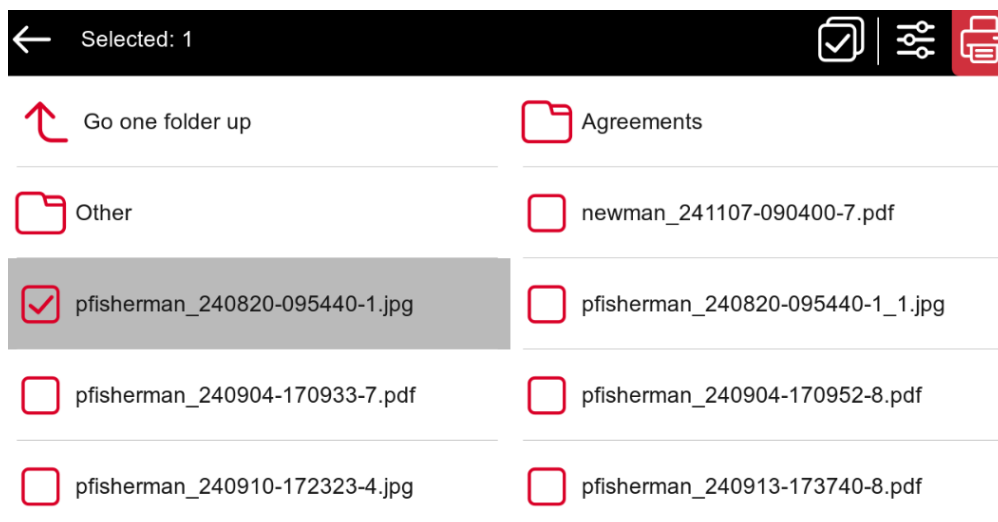 Selected: 1
Go one folder up
Agreements
Other
newman_241107-090400-7.pdf
pfisherman_240820-095440-1.jpg
pfisherman_240820-095440-1_1.jpg
pfisherman_240904-170933-7.pdf
pfisherman_240904-170952-8.pdf
pfisherman_240910-172323-4.jpg
pfisherman_240913-173740-8.pdf